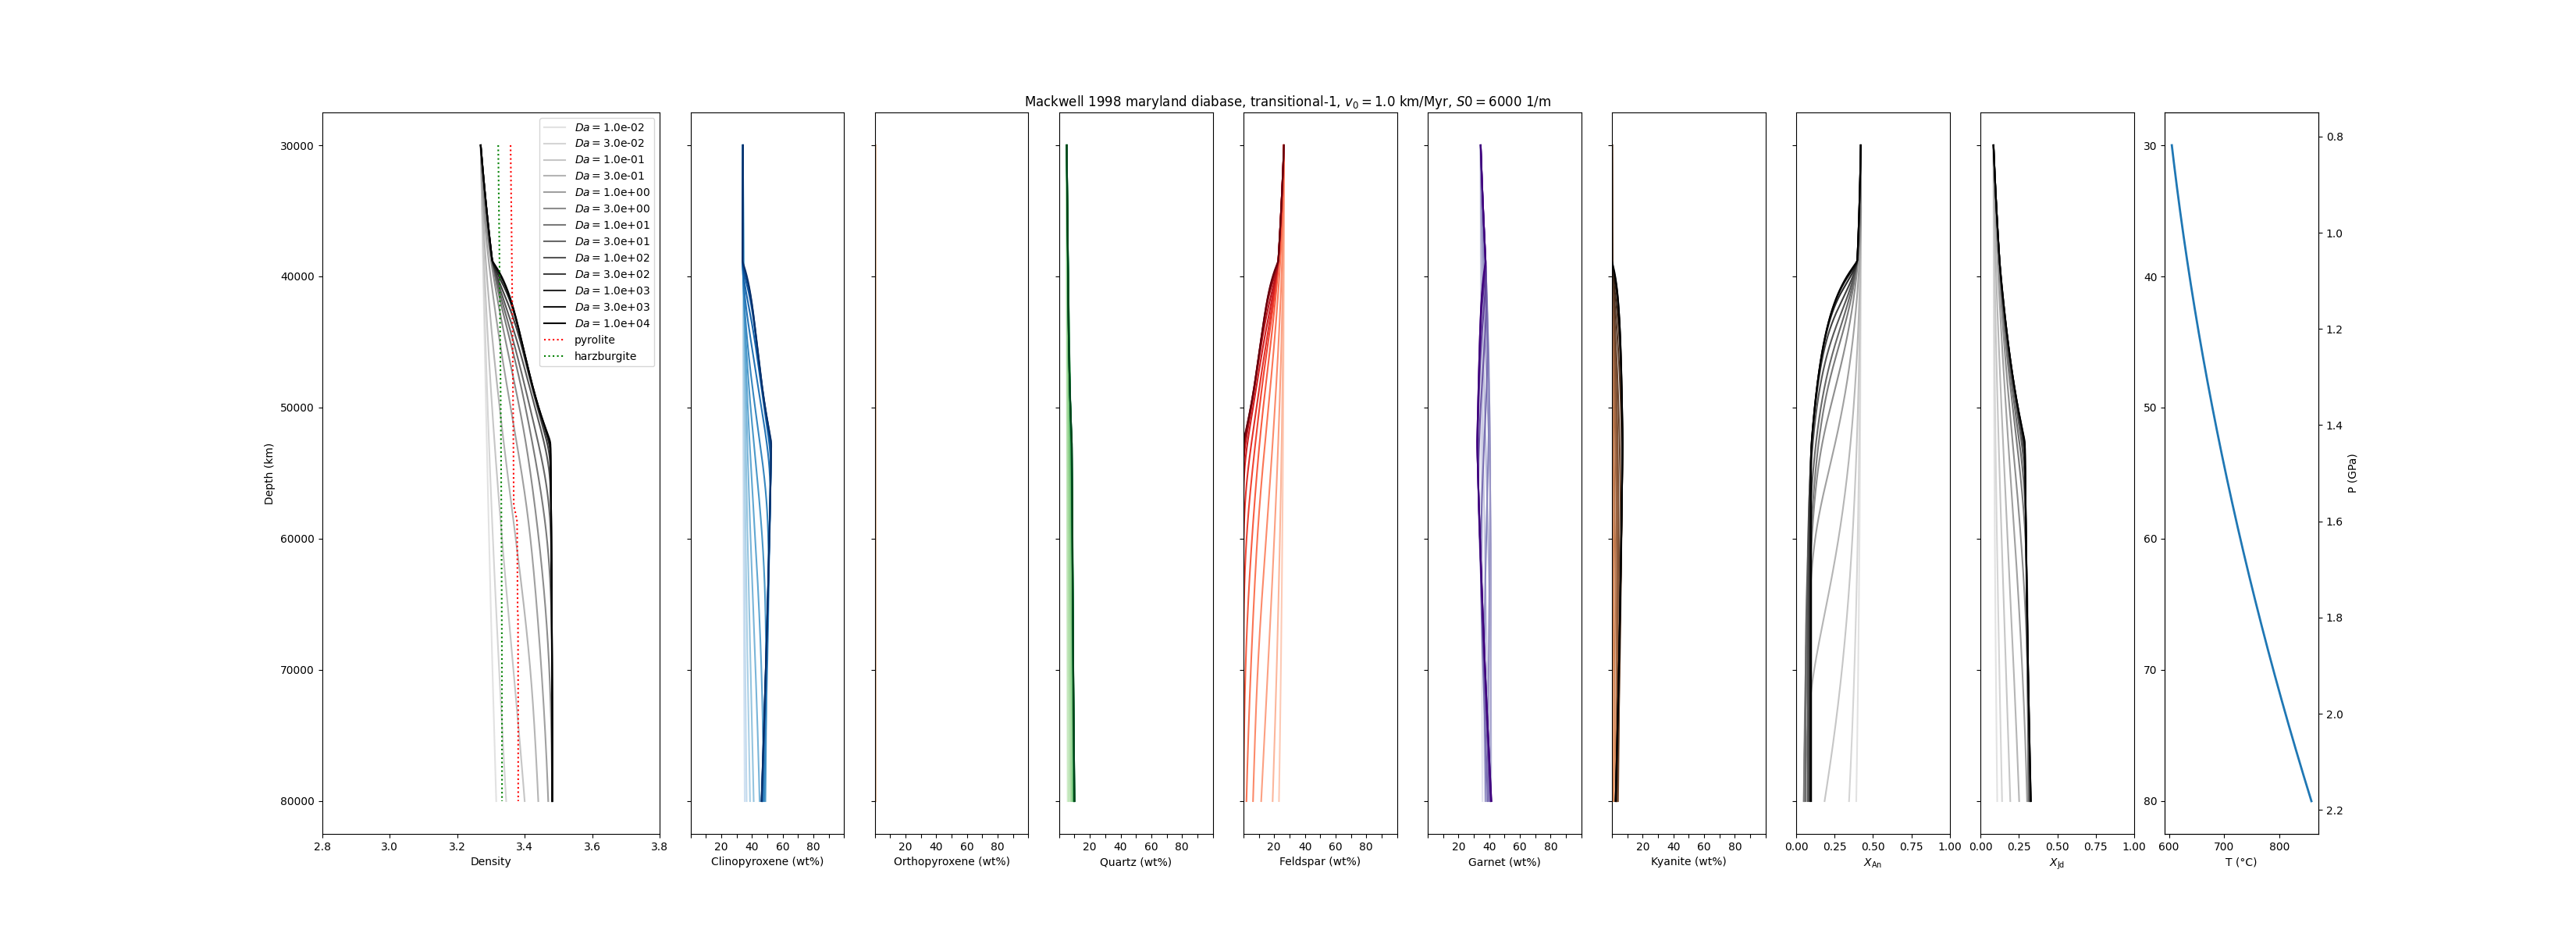 Mackwell 1998 maryland diabase, transitional-1, v₀ = 1.0 km/Myr, S0 = 6000 1/m
Da = 1.0e-02
Da = 3.0e-02
Da = 1.0e-01
Da = 3.0e-01
Da = 1.0e+00
Da = 3.0e+00
Da = 1.0e+01
Da = 3.0e+01
Da = 1.0e+02
Da = 3.0e+02
Da = 1.0e+03
Da = 3.0e+03
Da = 1.0e+04
pyrolite
harzburgite
Depth (km)
30000
40000
50000
60000
70000
80000
2.8 3.0 3.2 3.4 3.6 3.8
Density
20 40 60 80
Clinopyroxene (wt%)
20 40 60 80
Orthopyroxene (wt%)
20 40 60 80
Quartz (wt%)
20 40 60 80
Feldspar (wt%)
20 40 60 80
Garnet (wt%)
20 40 60 80
Kyanite (wt%)
0.00 0.25 0.50 0.75 1.00
X_An
0.00 0.25 0.50 0.75 1.00
X_Jd
30
40
50
60
70
80
600 700 800
T (°C)
0.8
1.0
1.2
1.4
1.6
1.8
2.0
2.2
P (GPa)